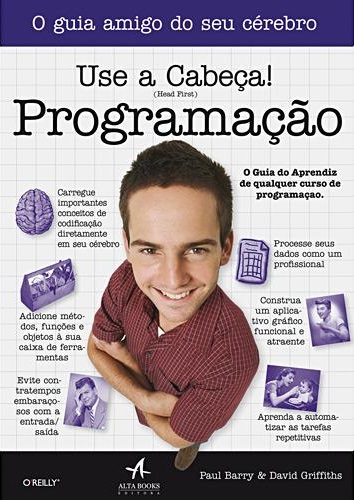 O guia amigo do seu cérebro
Use a Cabeça!
(Head First)
Programação
O Guia do Aprendiz
de qualquer curso de
programaçao.
Carregue
importantes
conceitos de
codificação
diretamente
em seu cérebro
Processe seus
dados como um
profissional
Adicione méto-
dos, funções e
objetos à sua
caixa de ferra-
mentas
Construa
um aplica-
tivo gráfico
funcional e
atraente
Evite con-
tratempos
embaraço-
sos com a
entrada/
saída
Aprenda a automa-
tizar as tarefas
repetitivas
O REILLY®
ALTA BOOKS
EDITORA
Paul Barry & David Griffiths